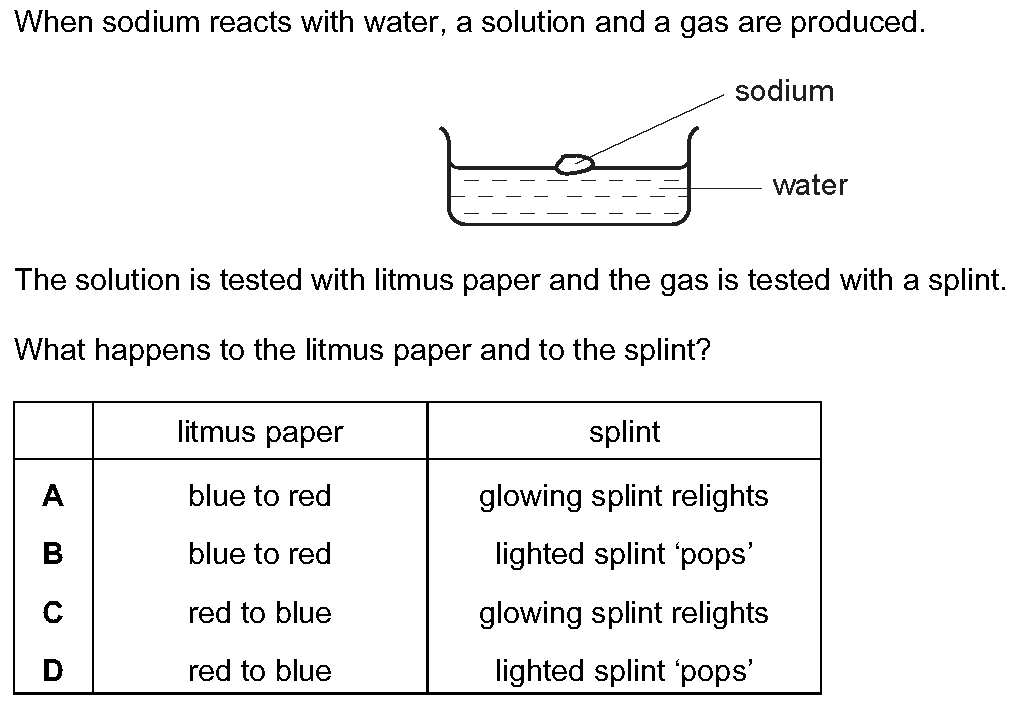 When sodium reacts with water, a solution and a gas are produced.
sodium
water
The solution is tested with litmus paper and the gas is tested with a splint.
What happens to the litmus paper and to the splint?
litmus paper splint
A blue to red glowing splint relights
B blue to red lighted splint ‘pops’
C red to blue glowing splint relights
D red to blue lighted splint ‘pops’